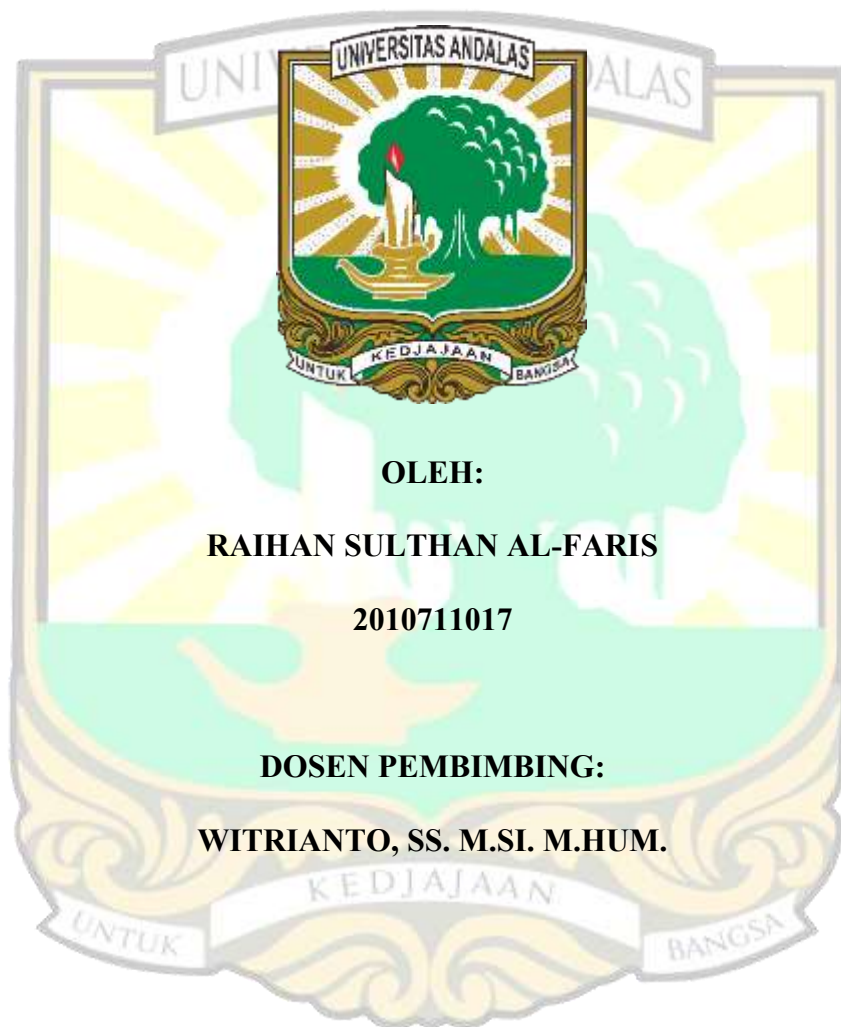 UNIVERSITAS ANDALAS
UNTUK KEDJAJAAN BANGSA
OLEH:
RAIHAN SULTHAN AL-FARIS
2010711017
DOSEN PEMBIMBING:
WITRIANTO, SS. M.SI. M.HUM.
UNTUK KEDJAJAAN BANGSA